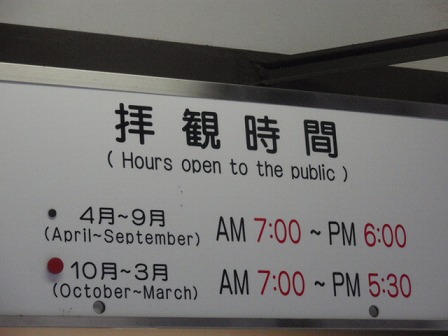 拝観時間
( Hours open to the public )
4月~9月 AM 7:00 ~ PM 6:00
(April~September)
10月~3月 AM 7:00 ~ PM 5:30
(October~March)